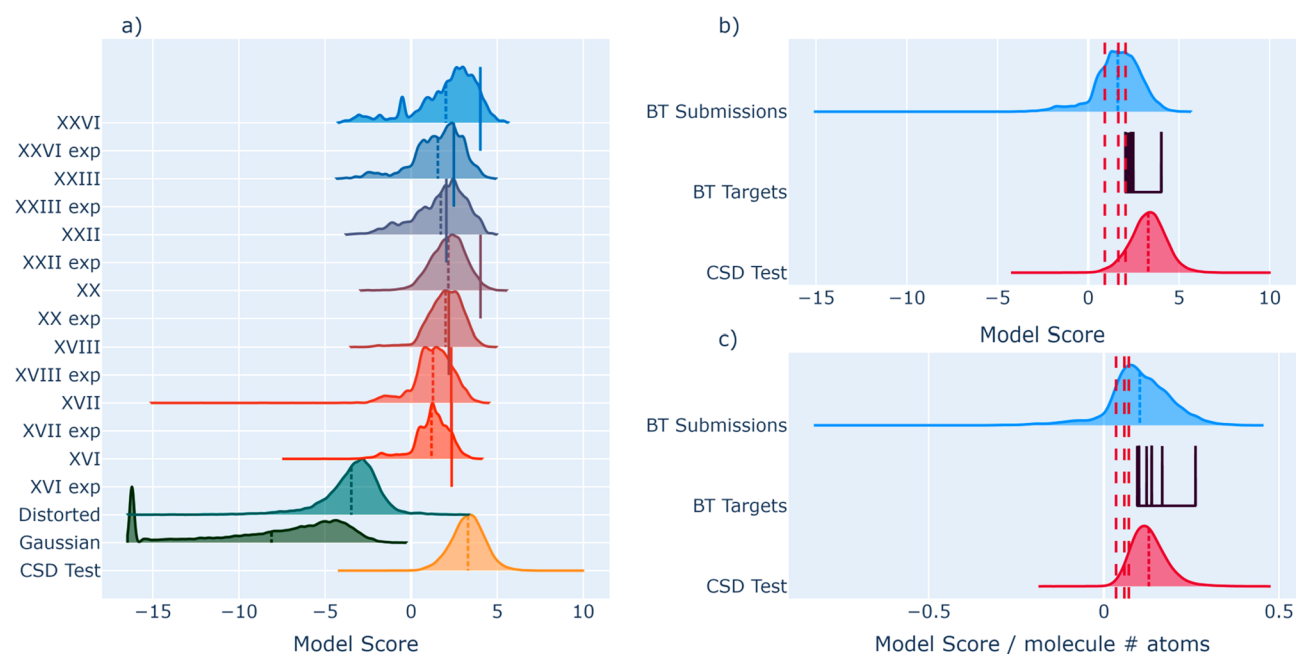 a)
XXVI
XXVI exp
XXIII
XXIII exp
XXII
XXII exp
XX
XX exp
XVIII
XVIII exp
XVII
XVII exp
XVI
XVI exp
Distorted
Gaussian
CSD Test
−15 −10 −5 0 5 10
Model Score
b)
BT Submissions
BT Targets
CSD Test
−15 −10 −5 0 5 10
Model Score
c)
BT Submissions
BT Targets
CSD Test
−0.5 0 0.5
Model Score / molecule # atoms